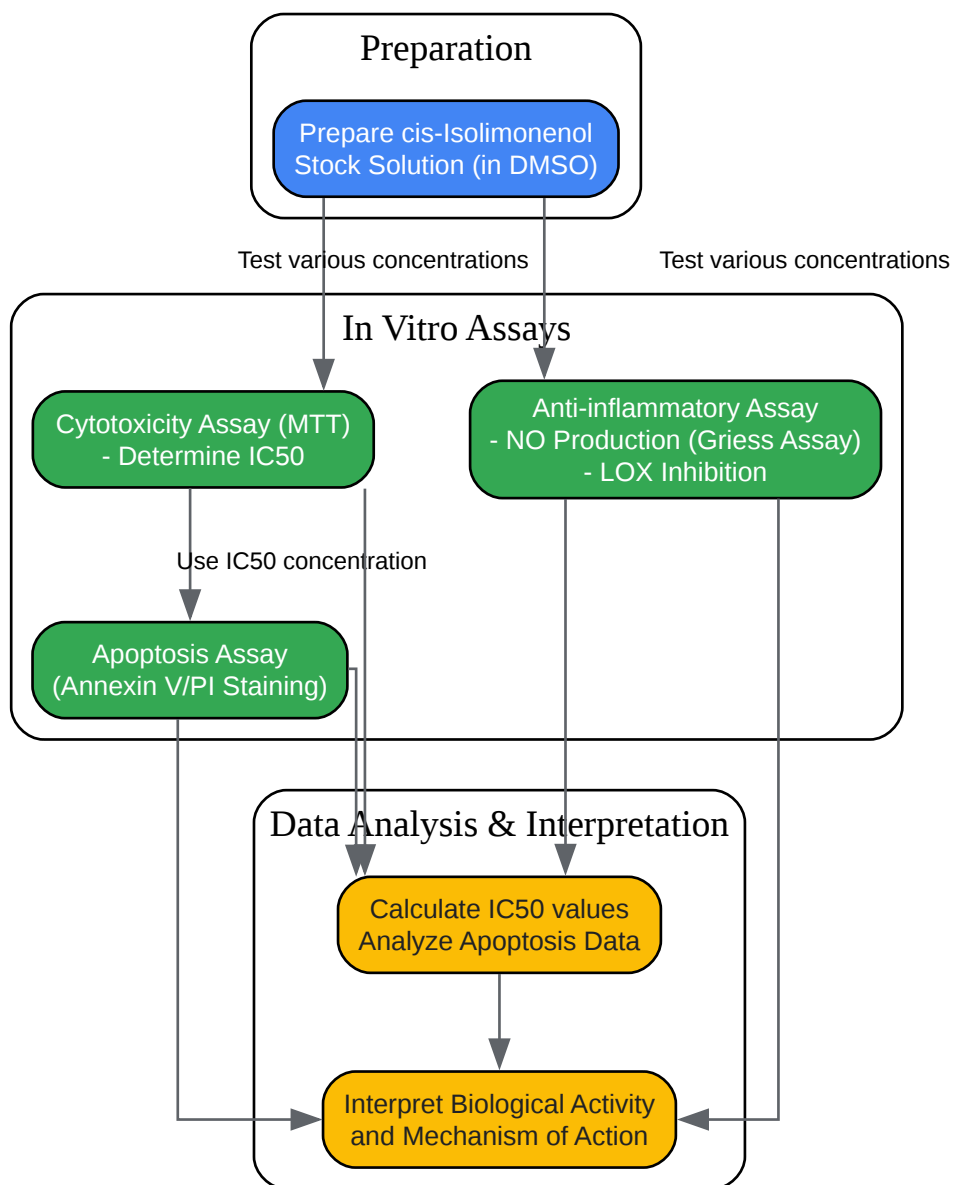 Preparation
Prepare cis-Isolimonenol
Stock Solution (in DMSO)
Test various concentrations
Test various concentrations
In Vitro Assays
Cytotoxicity Assay (MTT)
- Determine IC50
Anti-inflammatory Assay
- NO Production (Griess Assay)
- LOX Inhibition
Use IC50 concentration
Apoptosis Assay
(Annexin V/PI Staining)
Data Analysis & Interpretation
Calculate IC50 values
Analyze Apoptosis Data
Interpret Biological Activity
and Mechanism of Action